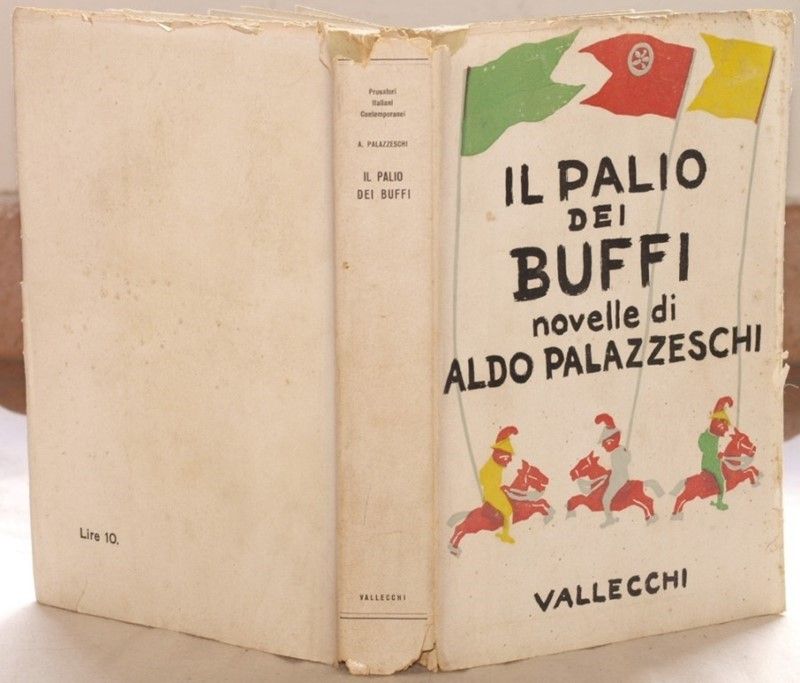 Lire 10.
Prosatori
Italiani
Contemporanei
A. PALAZZESCHI
IL PALIO
DEI BUFFI
VALLECCHI
IL PALIO
DEI
BUFFI
novelle di
ALDO PALAZZESCHI
VALLECCHI